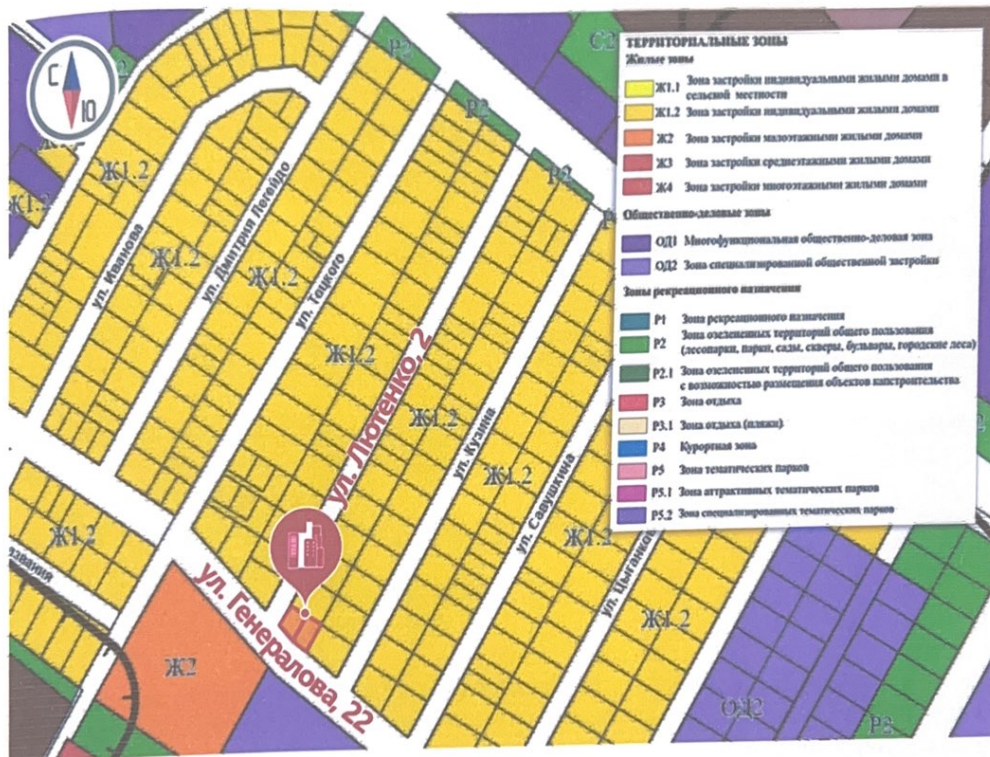 С
Ю
Р2
Р2
Р2
С2
Ж1.2
Ж1.2
Ж1.2
Ж1.2
Ж1.2
Ж1.2
Ж1.2
Ж1.2
Ж1.2
Ж1.2
ул. Иванова
ул. Дмитрия Легейдо
ул. Тацкого
ул. Лютенко, 2
ул. Кузина
ул. Савушкина
ул. Цыганков
ул. Генералова, 22
звания
Ж2
ОД2
Р2
ТЕРРИТОРИАЛЬНЫЕ ЗОНЫ
Жилые зоны
Ж1.1 Зона застройки индивидуальными жилыми домами в
сельской местности
Ж1.2 Зона застройки индивидуальными жилыми домами
Ж2 Зона застройки малоэтажными жилыми домами
Ж3 Зона застройки среднеэтажными жилыми домами
Ж4 Зона застройки многоэтажными жилыми домами
Общественно-деловые зоны
ОД1 Многофункциональная общественно-деловая зона
ОД2 Зона специализированной общественной застройки
Зоны рекреационного назначения
Р1 Зона рекреационного назначения
Р2 Зона озелененных территорий общего пользования
(лесопарки, парки, сады, скверы, бульвары, городские леса)
Р2.1 Зона озелененных территорий общего пользования
с возможностью размещения объектов капстроительства
Р3 Зона отдыха
Р3.1 Зона отдыха (пляжи)
Р4 Курортная зона
Р5 Зона тематических парков
Р5.1 Зона аттрактивных тематических парков
Р5.2 Зона специализированных тематических парков